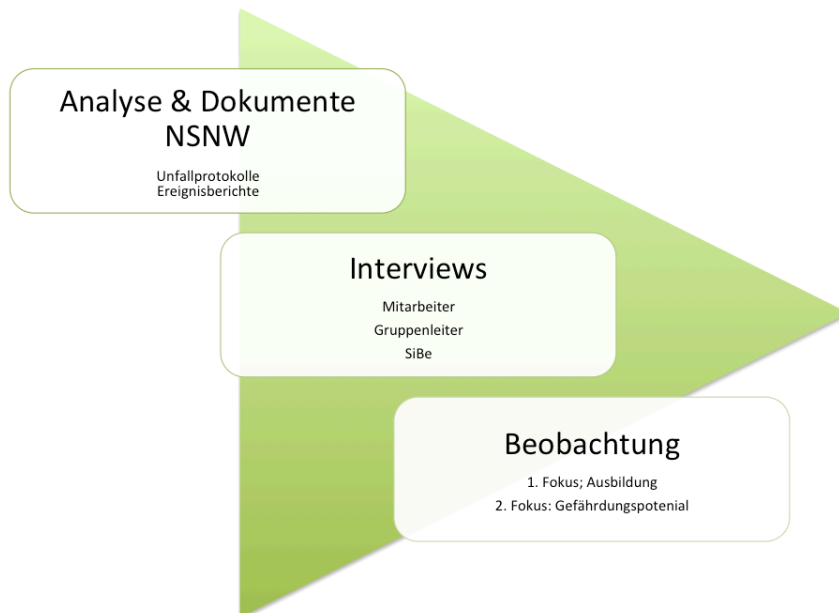 Analyse & Dokumente
NSNW
Unfallprotokolle
Ereignisberichte
Interviews
Mitarbeiter
Gruppenleiter
SiBe
Beobachtung
1. Fokus; Ausbildung
2. Fokus: Gefährdungspotenial